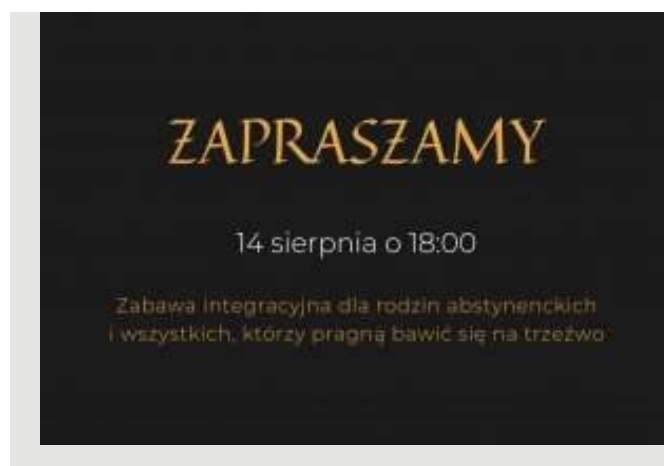 ZAPRASZAMY
14 sierpnia o 18:00
Zabawa integracyjna dla rodzin abstynenckich
i wszystkich, którzy pragną bawić się na trzeźwo